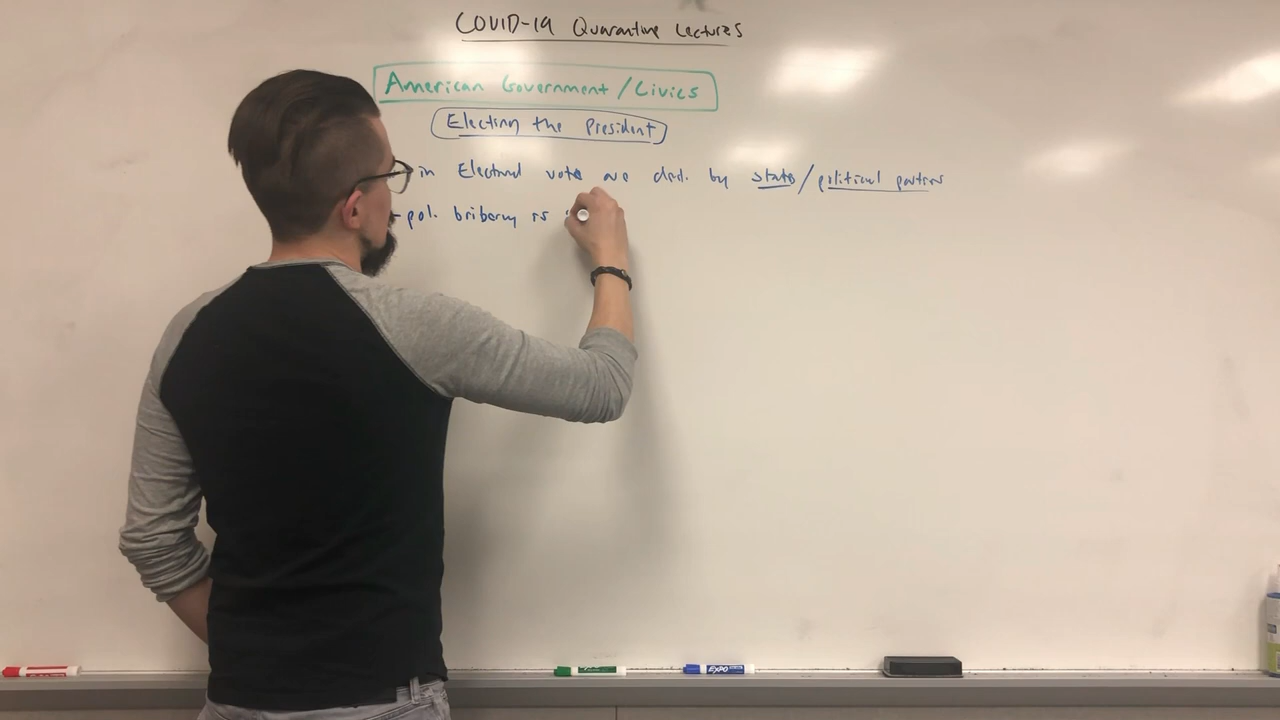 COVID-19 Quarantine Lectures
American Government/Civics
Electing the President
in Electoral vote are ded. by state/political parties
-pol. bribery is
EXPO